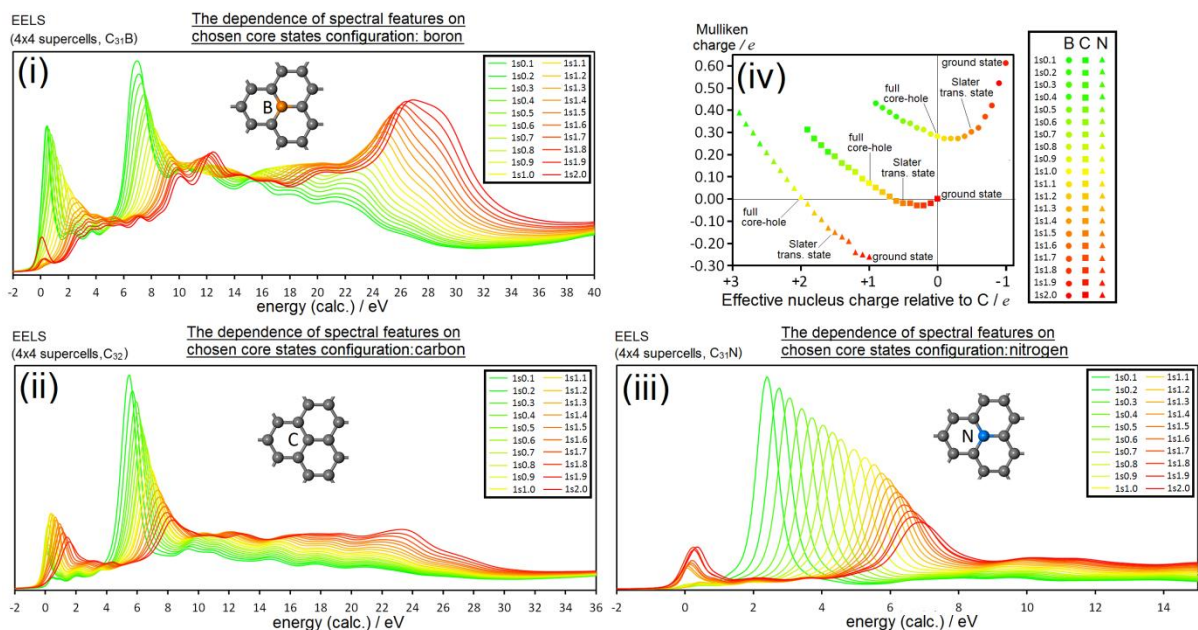 EELS
(4x4 supercells, C₃₁B)
The dependence of spectral features on
chosen core states configuration: boron
(i)
B
1s0.1 1s1.1
1s0.2 1s1.2
1s0.3 1s1.3
1s0.4 1s1.4
1s0.5 1s1.5
1s0.6 1s1.6
1s0.7 1s1.7
1s0.8 1s1.8
1s0.9 1s1.9
1s1.0 1s2.0
-2 0 2 4 6 8 10 12 14 16 18 20 22 24 26 28 30 32 34 36 38 40
energy (calc.) / eV
Mulliken
charge / e
(iv)
0.60
0.50
0.40
0.30
0.20
0.10
0.00
-0.10
-0.20
-0.30
ground state
Slater
trans. state
full
core-hole
full
core-hole
Slater
trans. state
ground state
full
core-hole
Slater
trans. state
ground state
+3 +2 +1 0 -1
Effective nucleus charge relative to C / e
B C N
1s0.1
1s0.2
1s0.3
1s0.4
1s0.5
1s0.6
1s0.7
1s0.8
1s0.9
1s1.0
1s1.1
1s1.2
1s1.3
1s1.4
1s1.5
1s1.6
1s1.7
1s1.8
1s1.9
1s2.0
EELS
(4x4 supercells,C₃₂)
The dependence of spectral features on
chosen core states configuration:carbon
(ii)
C
1s0.1 1s1.1
1s0.2 1s1.2
1s0.3 1s1.3
1s0.4 1s1.4
1s0.5 1s1.5
1s0.6 1s1.6
1s0.7 1s1.7
1s0.8 1s1.8
1s0.9 1s1.9
1s1.0 1s2.0
-2 0 2 4 6 8 10 12 14 16 18 20 22 24 26 28 30 32 34 36
energy (calc.) / eV
EELS
(4x4 supercells, C₃₁N)
The dependence of spectral features on
chosen core states configuration:nitrogen
(iii)
N
1s0.1 1s1.1
1s0.2 1s1.2
1s0.3 1s1.3
1s0.4 1s1.4
1s0.5 1s1.5
1s0.6 1s1.6
1s0.7 1s1.7
1s0.8 1s1.8
1s0.9 1s1.9
1s1.0 1s2.0
-2 0 2 4 6 8 10 12 14
energy (calc.) / eV